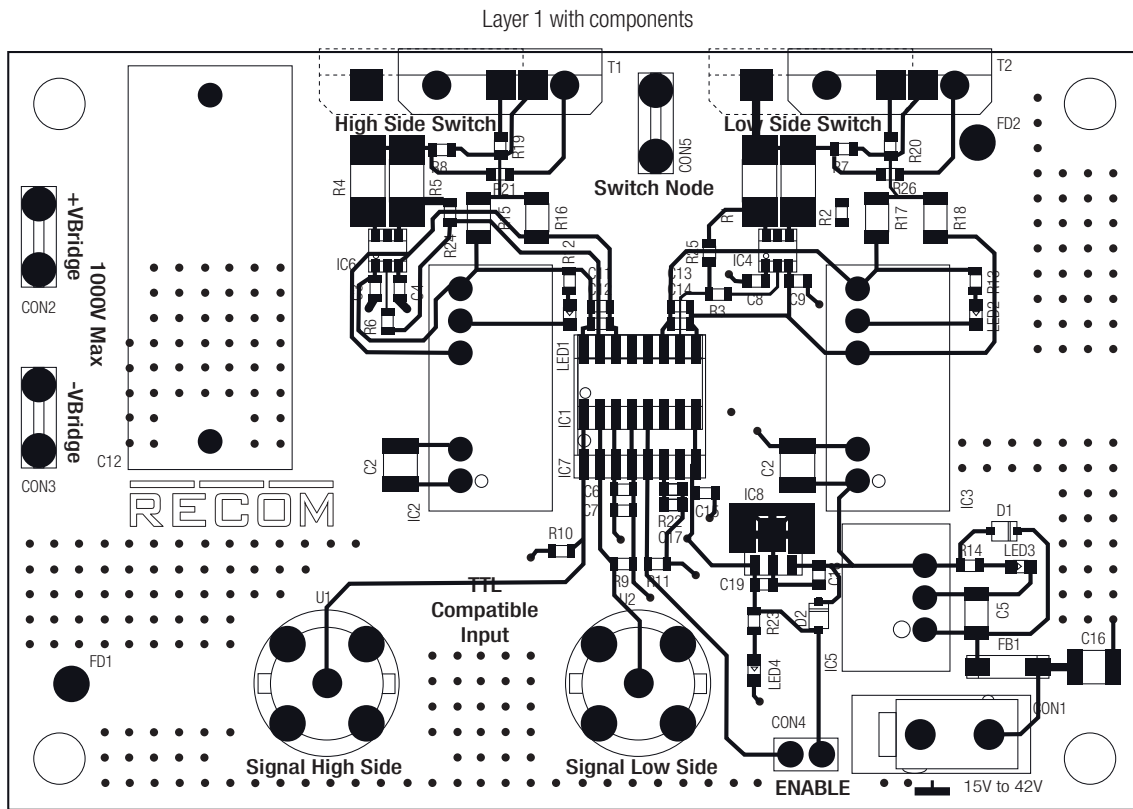 Layer 1 with components
T1
T2
High Side Switch
Low Side Switch
R19
R20
FD2
R8
R7
CON5
Switch Node
R4
R5
R21
R15
R16
R24
R26
R17
R18
R2
+VBridge
1000V Max
CON2
IC6
C4
R6
C11
C12
C13
C14
IC4
C8
C9
R3
R13
LED2
LED1
-VBridge
CON3
C12
IC1
IC7
C2
IC2
C2
IC3
RECOM
C6
C7
R22
C17
C15
IC8
D1
R14
LED3
R10
R9
R11
C19
C5
TTL
Compatible
Input
U1
U2
R23
D2
IC5
FB1
C16
FD1
LED4
CON1
CON4
Signal High Side
Signal Low Side
ENABLE
15V to 42V